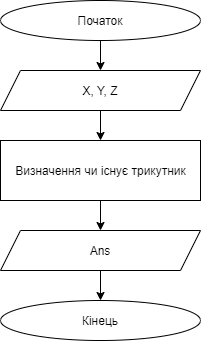 Початок
X, Y, Z
Визначення чи існує трикутник
Ans
Кінець